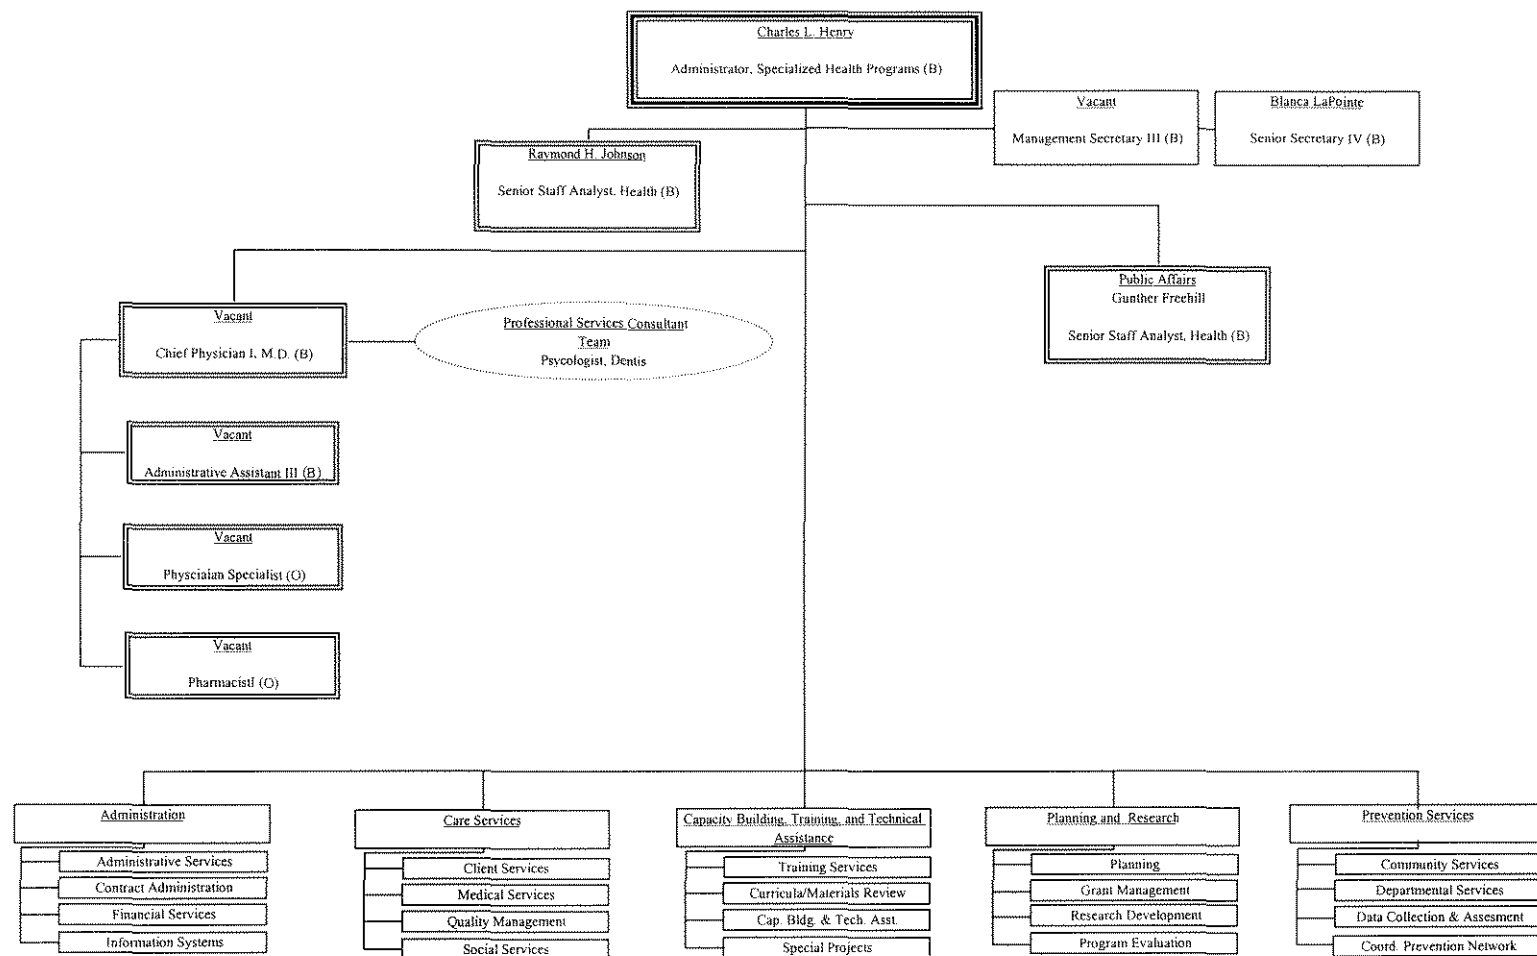 Charles L. Henry
Administrator, Specialized Health Programs (B)
Vacant
Management Secretary III (B)
Blanca LaPointe
Senior Secretary IV (B)
Raymond H. Johnson
Senior Staff Analyst, Health (B)
Public Affairs
Gunther Freehill
Senior Staff Analyst, Health (B)
Vacant
Chief Physician I, M.D. (B)
Professional Services Consultant
Team
Psycologist, Dentis
Vacant
Administrative Assistant III (B)
Vacant
Physciaian Specialist (O)
Vacant
PharmacistI (O)
Administration
Administrative Services
Contract Administration
Financial Services
Information Systems
Care Services
Client Services
Medical Services
Quality Management
Social Services
Capacity Building, Training, and Technical
Assistance
Training Services
Curricula/Materials Review
Cap. Bldg. & Tech. Asst.
Special Projects
Planning and Research
Planning
Grant Management
Research Development
Program Evaluation
Prevention Services
Community Services
Departmental Services
Data Collection & Assesment
Coord. Prevention Network